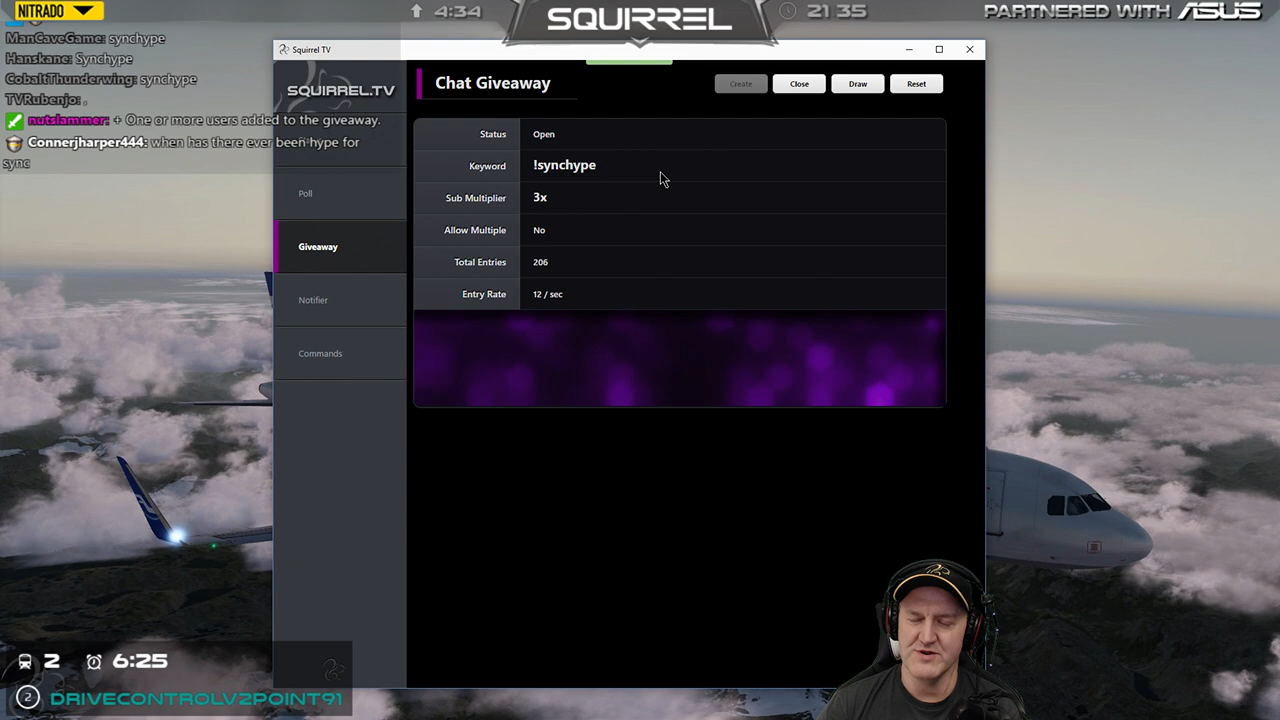 NITRADO
4:34
SQUIRREL
21 35
PARTNERED WITH ASUS
ManCaveGame: synchype
Hanskane: Synchype
CobaltThunderwing: synchype
TVRubenjo: .
nutslammer: + One or more users added to the giveaway.
Connerjharper444: when has there ever been hype for
sync
Squirrel TV
SQUIRREL.TV
Poll
Giveaway
Notifier
Commands
Chat Giveaway
Create
Close
Draw
Reset
Status Open
Keyword !synchype
Sub Multiplier 3x
Allow Multiple No
Total Entries 206
Entry Rate 12 / sec
2 6:25
2 DRIVECONTROLV2POINT91